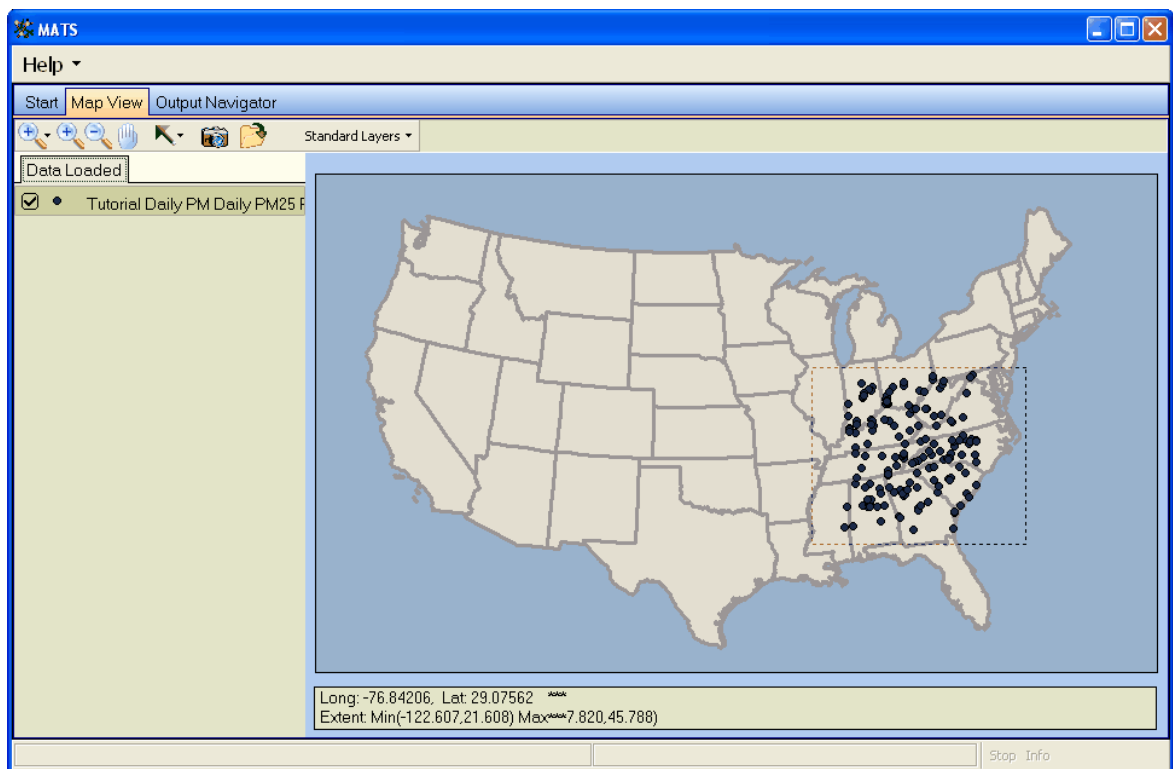 MATS
Help
Start Map View Output Navigator
Standard Layers
Data Loaded
Tutorial Daily PM Daily PM25
Long: -76.84206, Lat: 29.07562 ***
Extent: Min(-122.607,21.608) Max***7.820,45.788)
Stop Info